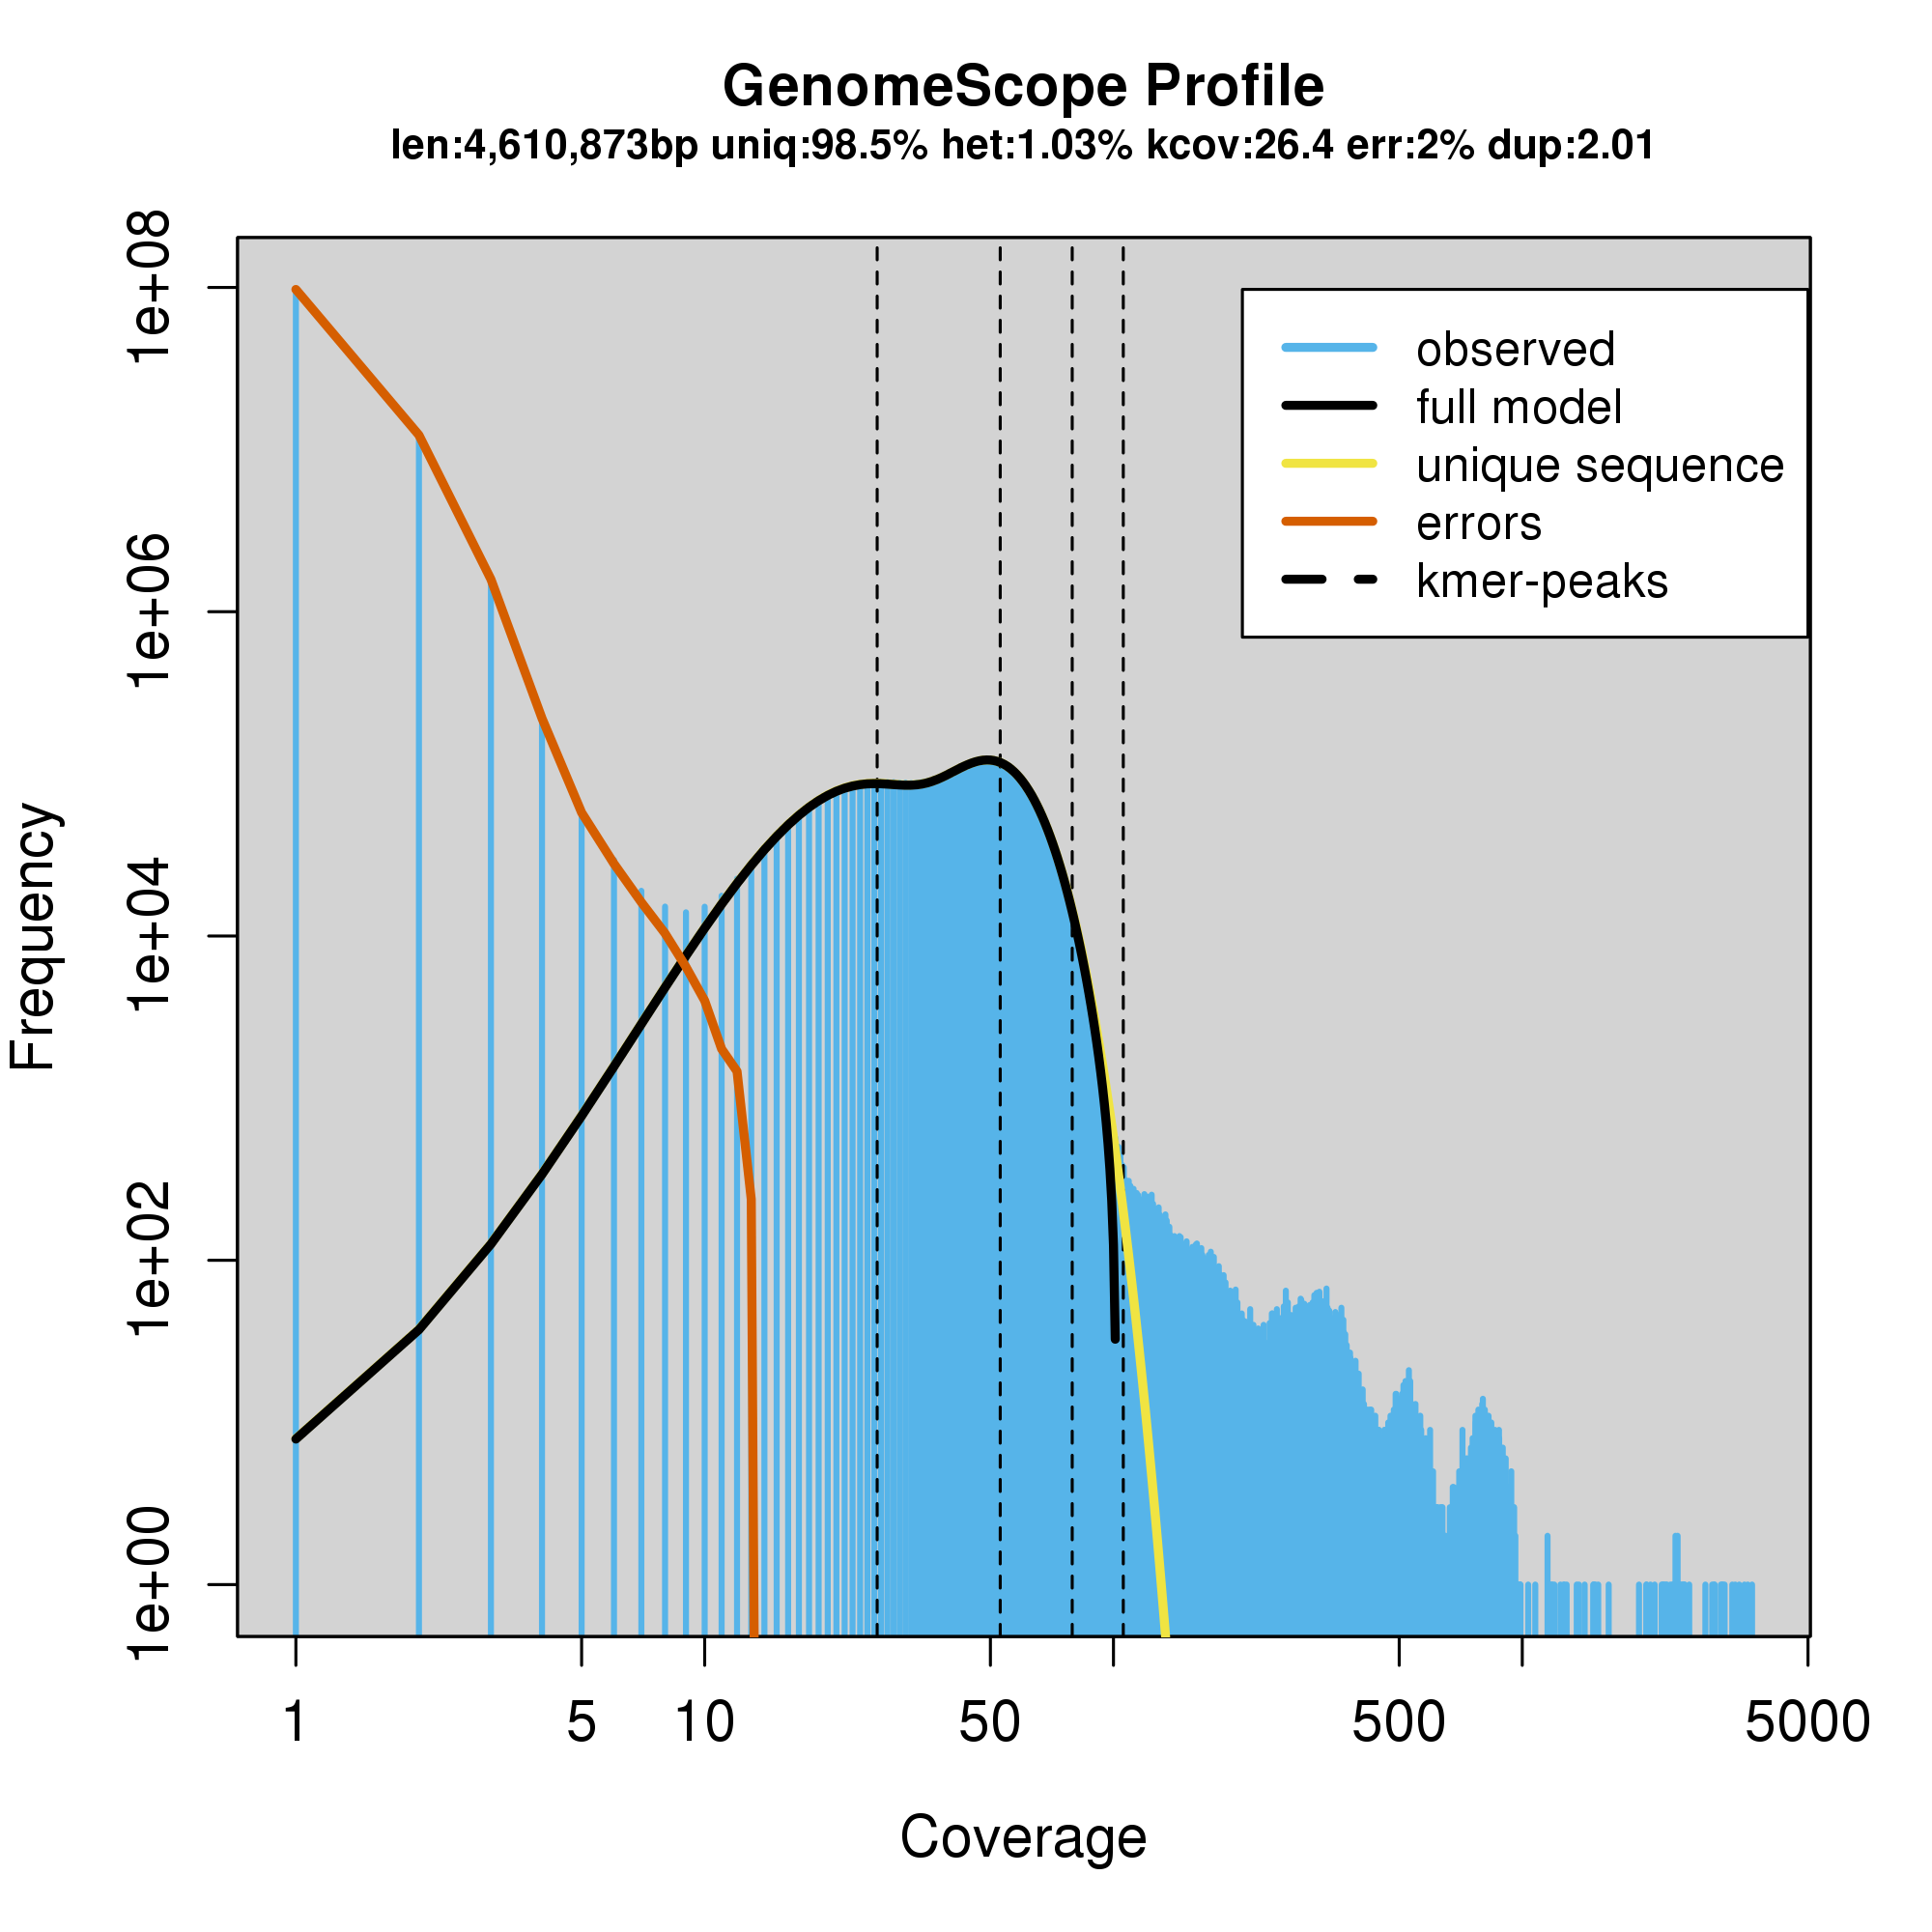 GenomeScope Profile
len:4,610,873bp uniq:98.5% het:1.03% kcov:26.4 err:2% dup:2.01
Frequency
1e+08
1e+06
1e+04
1e+02
1e+00
observed
full model
unique sequence
errors
kmer-peaks
1 5 10 50 500 5000
Coverage